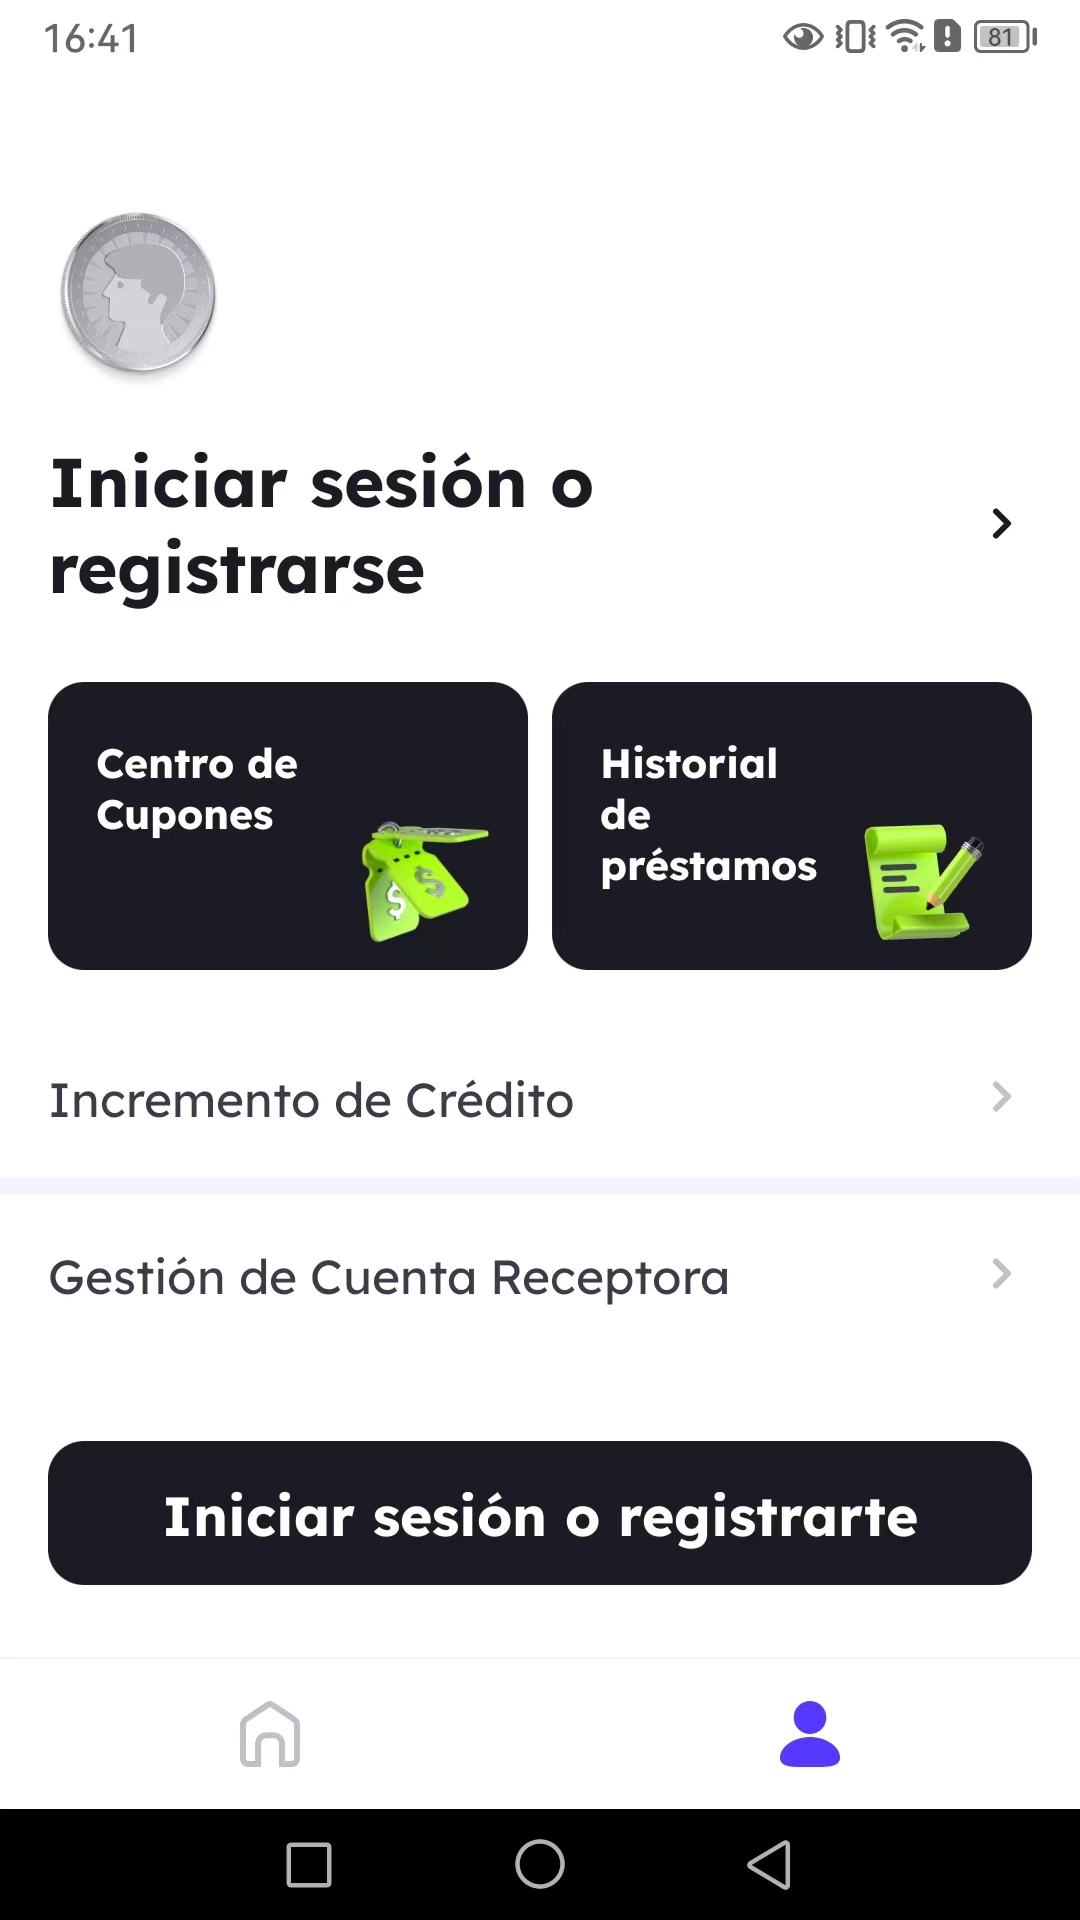 16:41
81
Iniciar sesión o
registrarse
Centro de
Cupones
Historial
de
préstamos
Incremento de Crédito
Gestión de Cuenta Receptora
Iniciar sesión o registrarte